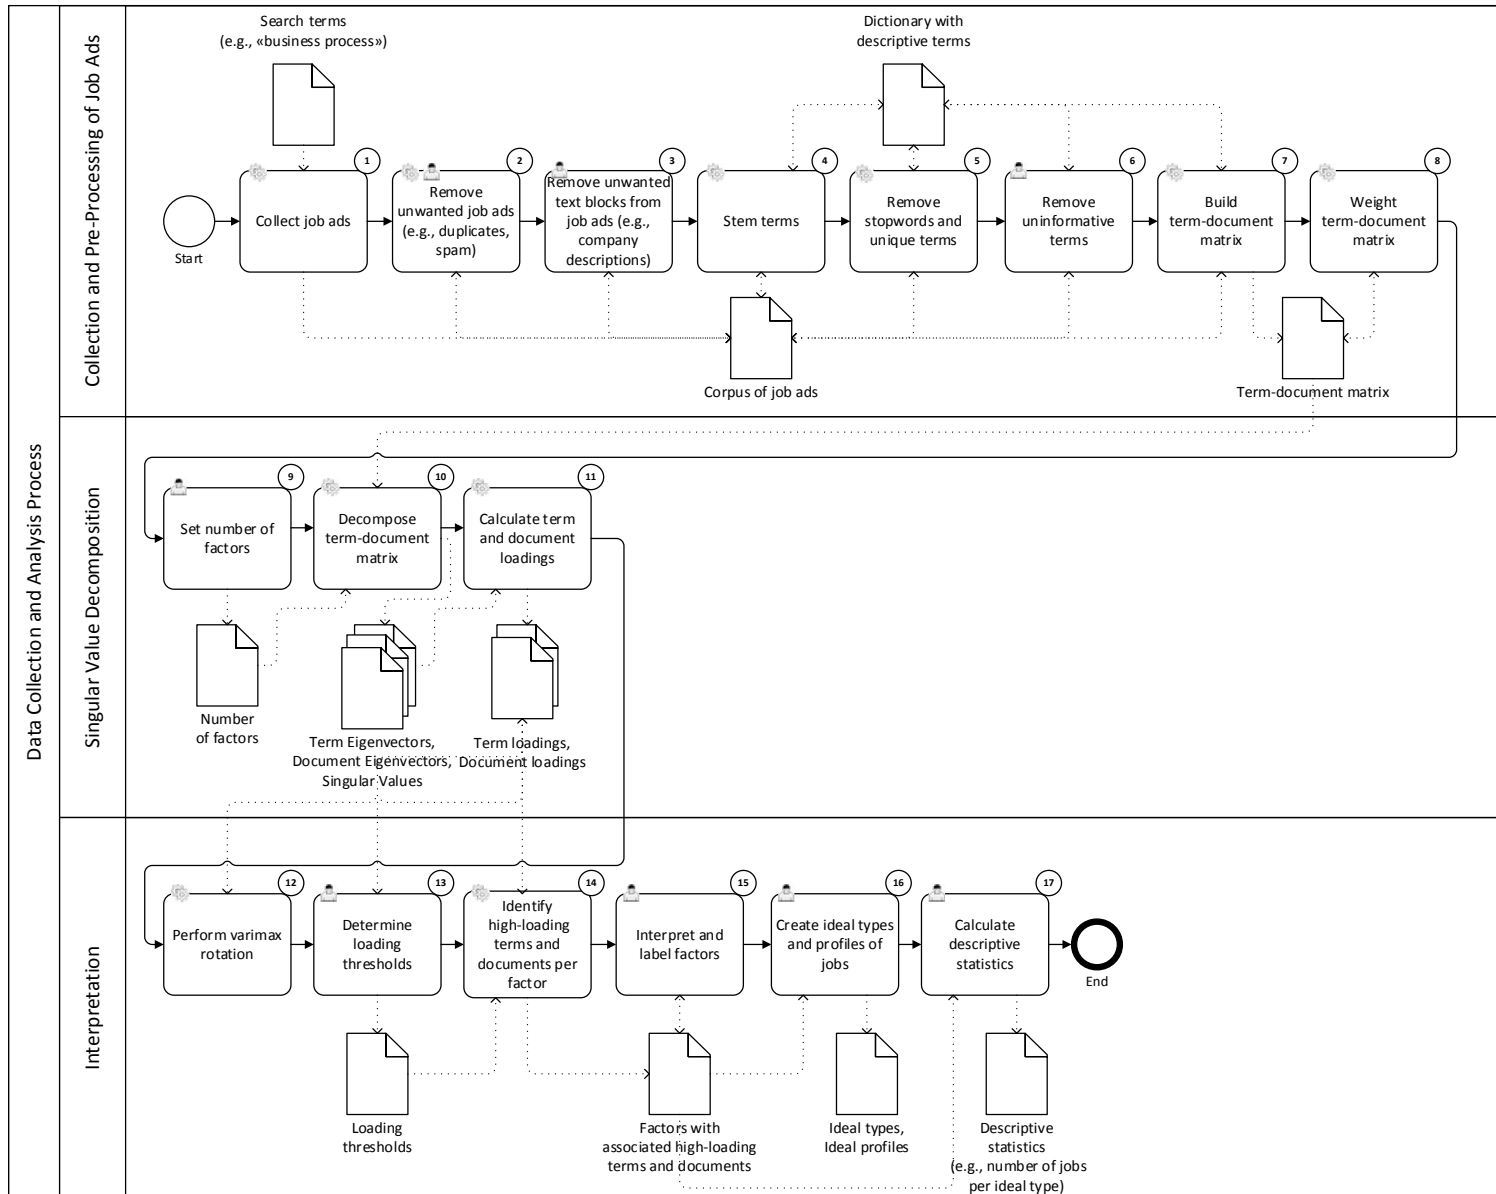 Data Collection and Analysis Process
Collection and Pre-Processing of Job Ads
Search terms
(e.g., «business process»)
Dictionary with
descriptive terms
1
2
3
4
5
6
7
8
Start
Collect job ads
Remove
unwanted job ads
(e.g., duplicates,
spam)
Remove unwanted
text blocks from
job ads (e.g.,
company
descriptions)
Stem terms
Remove
stopwords and
unique terms
Remove
uninformative
terms
Build
term-document
matrix
Weight
term-document
matrix
Corpus of job ads
Term-document matrix
Singular Value Decomposition
9
10
11
Set number of
factors
Decompose
term-document
matrix
Calculate term
and document
loadings
Number
of factors
Term Eigenvectors,
Document Eigenvectors,
Singular Values
Term loadings,
Document loadings
Interpretation
12
13
14
15
16
17
Perform varimax
rotation
Determine
loading
thresholds
Identify
high-loading
terms and
documents per
factor
Interpret and
label factors
Create ideal types
and profiles of
jobs
Calculate
descriptive
statistics
End
Loading
thresholds
Factors with
associated high-loading
terms and documents
Ideal types,
Ideal profiles
Descriptive
statistics
(e.g., number of jobs
per ideal type)